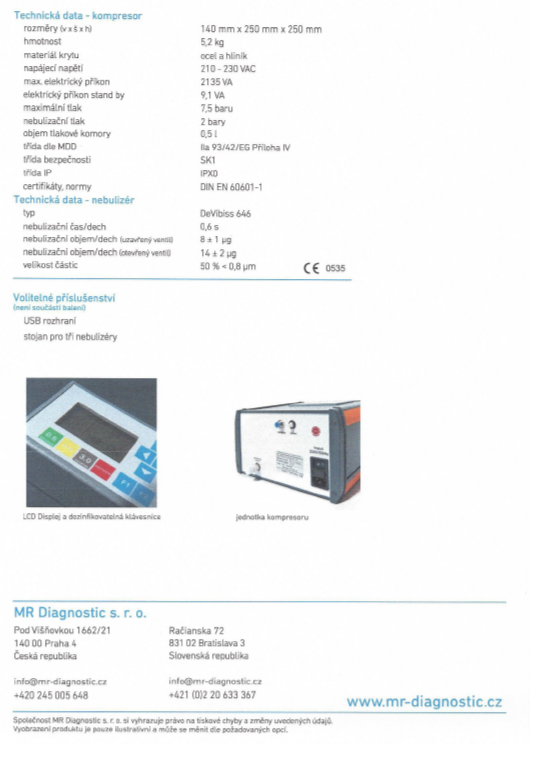 Technická data - kompresor
rozměry (v x š x h) 140 mm x 250 mm x 250 mm
hmotnost 5,2 kg
materiál krytu ocel a hliník
napájecí napětí 210 - 230 VAC
max. elektrický příkon 2135 VA
elektrický příkon stand by 9,1 VA
maximální tlak 7,5 baru
nebulizační tlak 2 bary
objem tlakové komory 0,5 l
třída dle MDD IIa 93/42/EG Příloha IV
třída bezpečnosti SK1
třída IP IPX0
certifikáty, normy DIN EN 60601-1
Technická data - nebulizér
typ DeVibiss 646
nebulizační čas/dech 0,6 s
nebulizační objem/dech (uzavřený ventil) 8 ± 1 µg
nebulizační objem/dech (otevřený ventil) 14 ± 2 µg
velikost částic 50 % < 0,8 µm CE 0535
Volitelné příslušenství
(není součástí balení)
USB rozhraní
stojan pro tři nebulizéry
0.6
3.0
F1
LCD Displej a dezinfikovatelná klávesnice
jednotka kompresoru
MR Diagnostic s. r. o.
Pod Višňovkou 1662/21 Račianska 72
140 00 Praha 4 831 02 Bratislava 3
Česká republika Slovenská republika
info@mr-diagnostic.cz info@mr-diagnostic.cz
+420 245 005 648 +421 (0)2 20 633 367
www.mr-diagnostic.cz
Společnost MR Diagnostic s. r. o. si vyhrazuje právo na tiskové chyby a změny uvedených údajů.
Vyobrazení produktu je pouze ilustrativní a může se měnit dle požadovaných opcí.